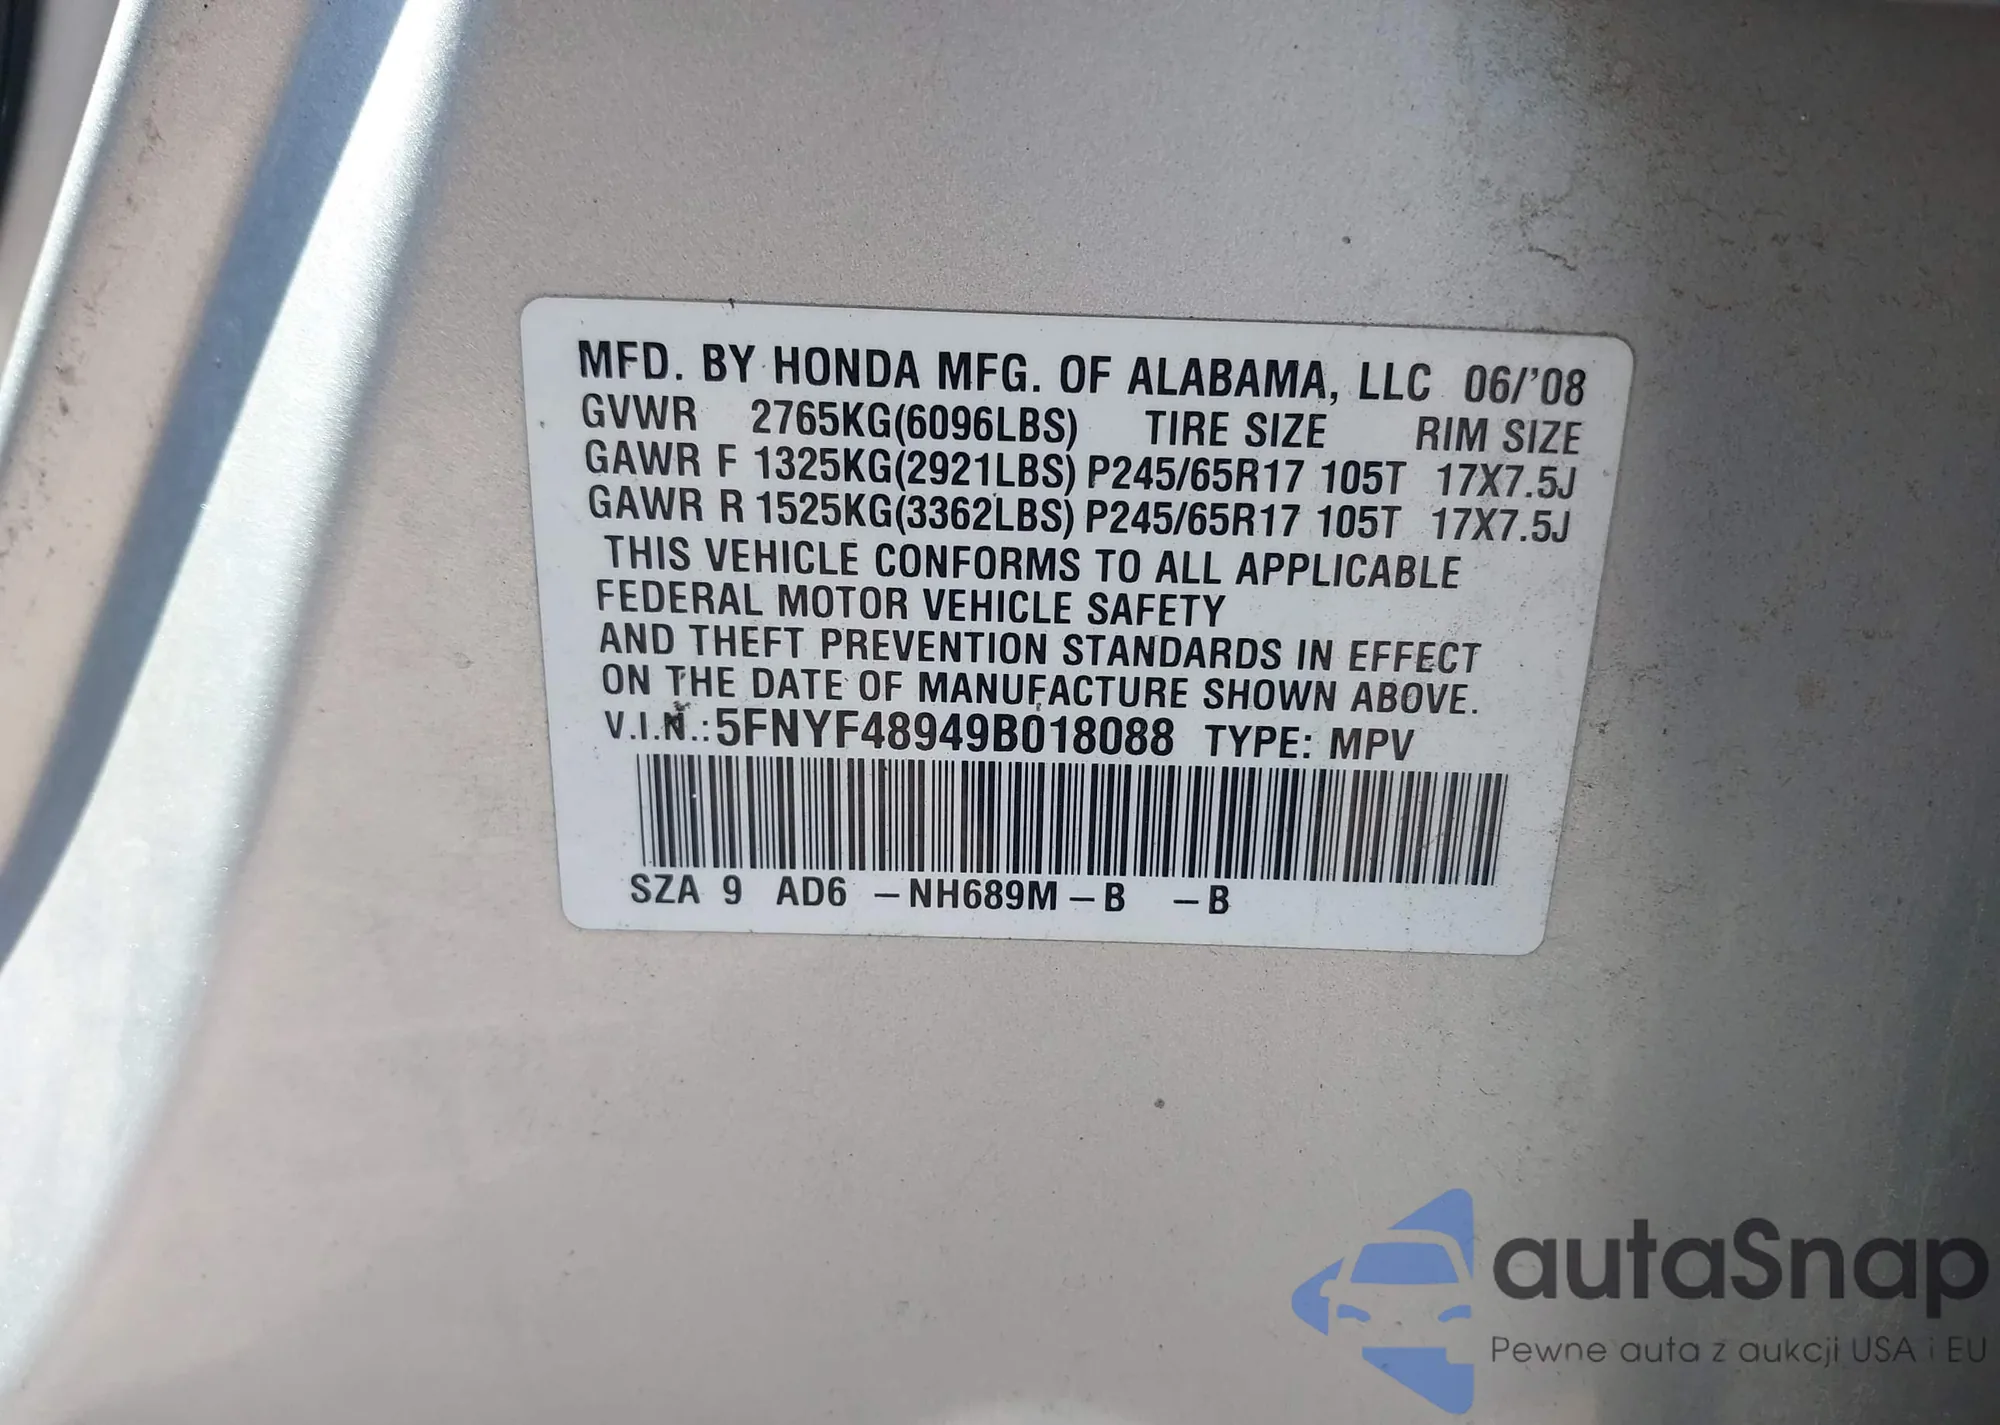 MFD. BY HONDA MFG. OF ALABAMA, LLC 06/'08
GVWR 2765KG(6096LBS) TIRE SIZE RIM SIZE
GAWR F 1325KG(2921LBS) P245/65R17 105T 17X7.5J
GAWR R 1525KG(3362LBS) P245/65R17 105T 17X7.5J
THIS VEHICLE CONFORMS TO ALL APPLICABLE
FEDERAL MOTOR VEHICLE SAFETY
AND THEFT PREVENTION STANDARDS IN EFFECT
ON THE DATE OF MANUFACTURE SHOWN ABOVE.
V.I.N.: 5FNYF48949B018088 TYPE: MPV
SZA 9 AD6 –NH689M–B –B
autaSnap
Pewne auta z aukcji USA i EU